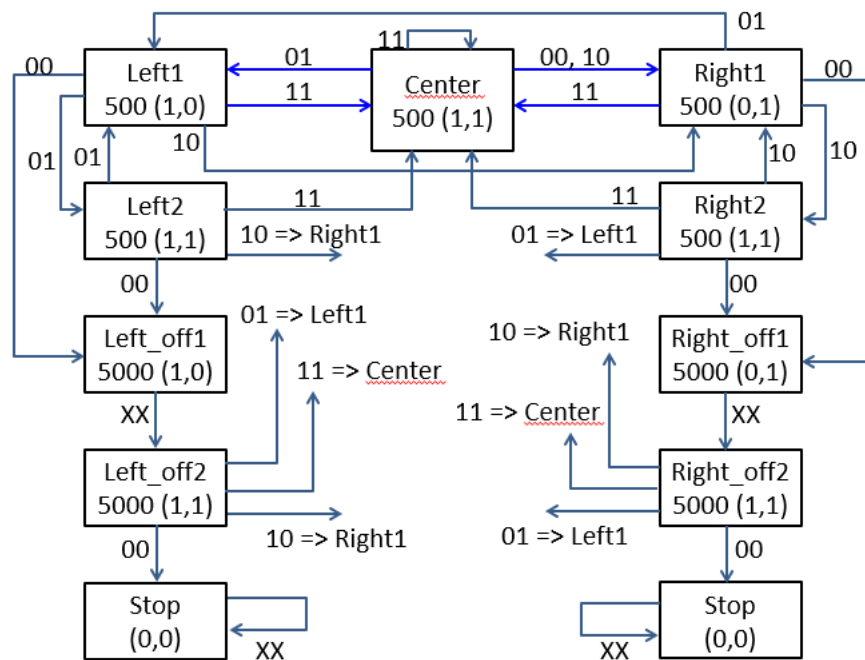 01
11
00
Left1
500 (1,0)
01
11
Center
500 (1,1)
00, 10
11
Right1
500 (0,1)
00
01
01
10
10
10
Left2
500 (1,1)
11
10 => Right1
11
01 => Left1
Right2
500 (1,1)
00
00
Left_off1
5000 (1,0)
01 => Left1
11 => Center
10 => Right1
Right_off1
5000 (0,1)
XX
11 => Center
XX
Left_off2
5000 (1,1)
10 => Right1
01 => Left1
Right_off2
5000 (1,1)
00
00
Stop
(0,0)
XX
Stop
(0,0)
XX